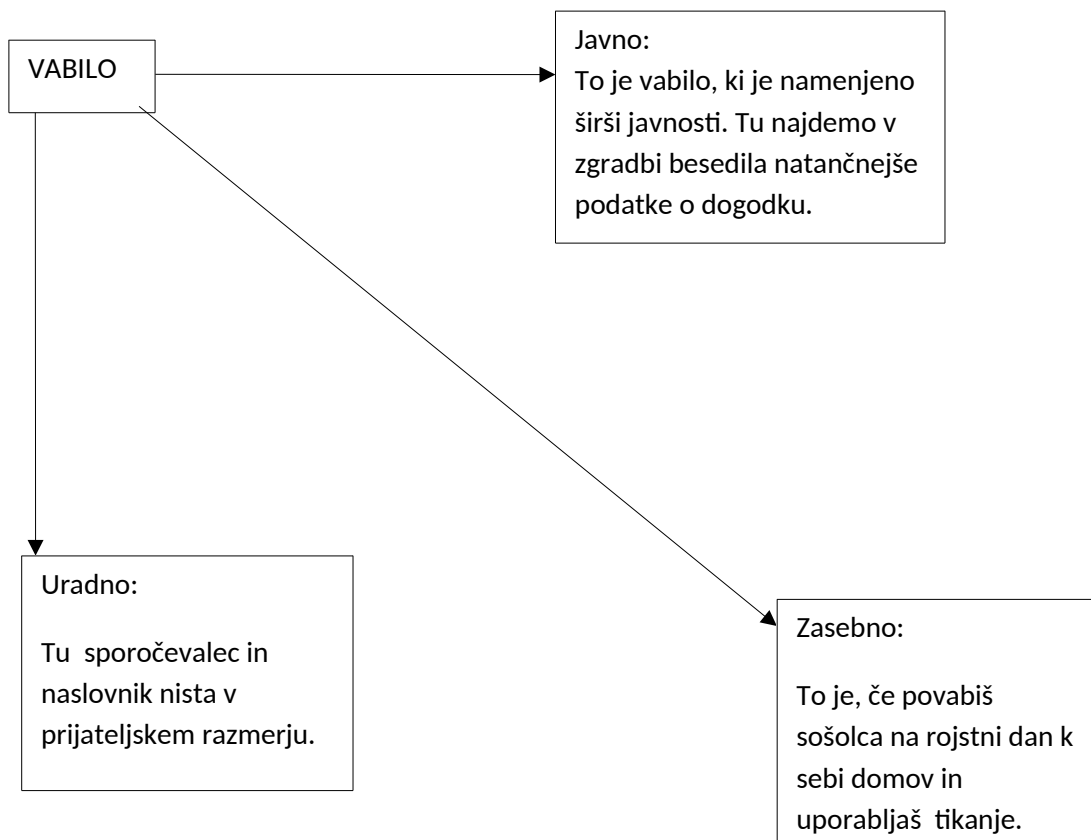 VABILO
Javno:
To je vabilo, ki je namenjeno
širši javnosti. Tu najdemo v
zgradbi besedila natančnejše
podatke o dogodku.
Uradno:
Tu  sporočevalec in
naslovnik nista v
prijateljskem razmerju.
Zasebno:
To je, če povabiš
sošolca na rojstni dan k
sebi domov in
uporabljaš  tikanje.